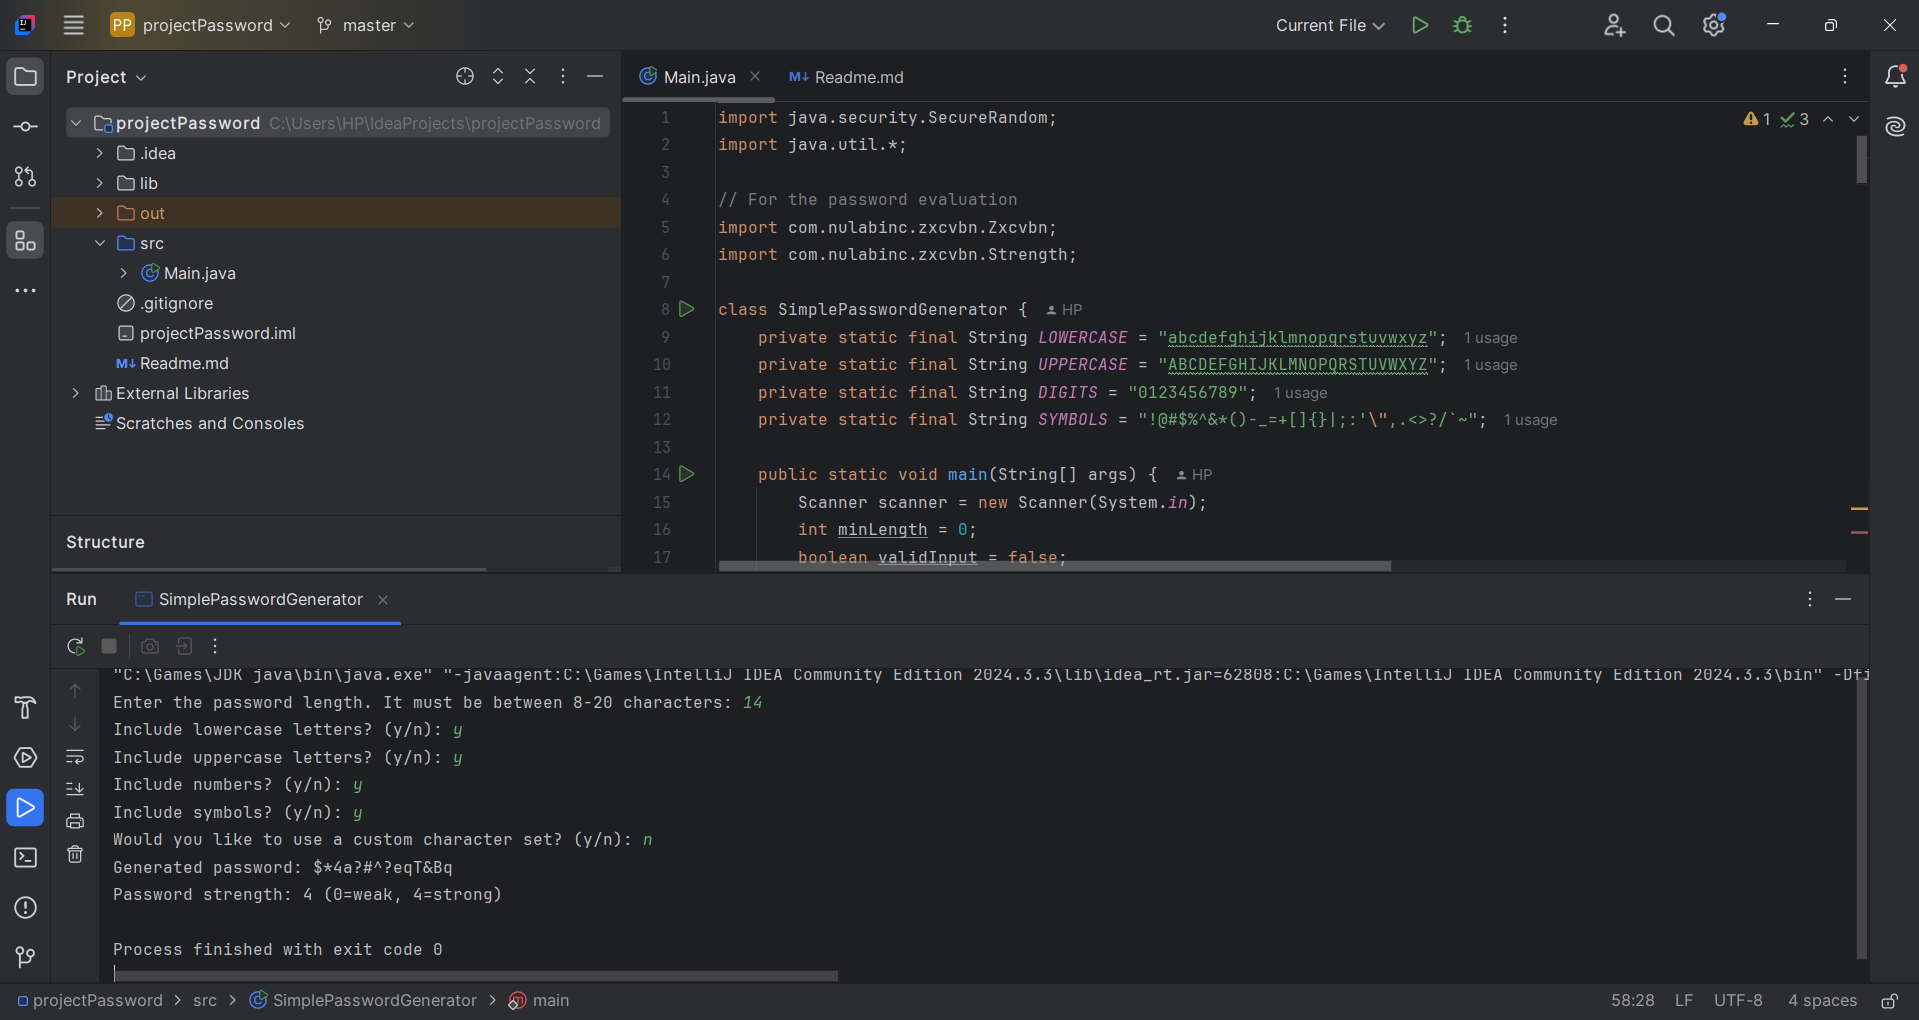 PP projectPassword master Current File
Project
Main.java Readme.md
projectPassword C:\Users\HP\IdeaProjects\projectPassword
.idea
lib
out
src
Main.java
.gitignore
projectPassword.iml
Readme.md
External Libraries
Scratches and Consoles
Structure
1 3
1 import java.security.SecureRandom;
2 import java.util.*;
3
4 // For the password evaluation
5 import com.nulabinc.zxcvbn.Zxcvbn;
6 import com.nulabinc.zxcvbn.Strength;
7
8 class SimplePasswordGenerator { HP
9 private static final String LOWERCASE = "abcdefghijklmnopqrstuvwxyz"; 1 usage
10 private static final String UPPERCASE = "ABCDEFGHIJKLMNOPQRSTUVWXYZ"; 1 usage
11 private static final String DIGITS = "0123456789"; 1 usage
12 private static final String SYMBOLS = "!@#$%^&*()-_=+[]{}|;:'\",.<>?/`~"; 1 usage
13
14 public static void main(String[] args) { HP
15 Scanner scanner = new Scanner(System.in);
16 int minLength = 0;
17 boolean validInput = false;
Run SimplePasswordGenerator
"C:\Games\JDK java\bin\java.exe" "-javaagent:C:\Games\IntelliJ IDEA Community Edition 2024.3.3\lib\idea_rt.jar=62808:C:\Games\IntelliJ IDEA Community Edition 2024.3.3\bin" -Dfi
Enter the password length. It must be between 8-20 characters: 14
Include lowercase letters? (y/n): y
Include uppercase letters? (y/n): y
Include numbers? (y/n): y
Include symbols? (y/n): y
Would you like to use a custom character set? (y/n): n
Generated password: $*4a?#^?eqT&Bq
Password strength: 4 (0=weak, 4=strong)
Process finished with exit code 0
projectPassword > src > SimplePasswordGenerator > main
58:28 LF UTF-8 4 spaces